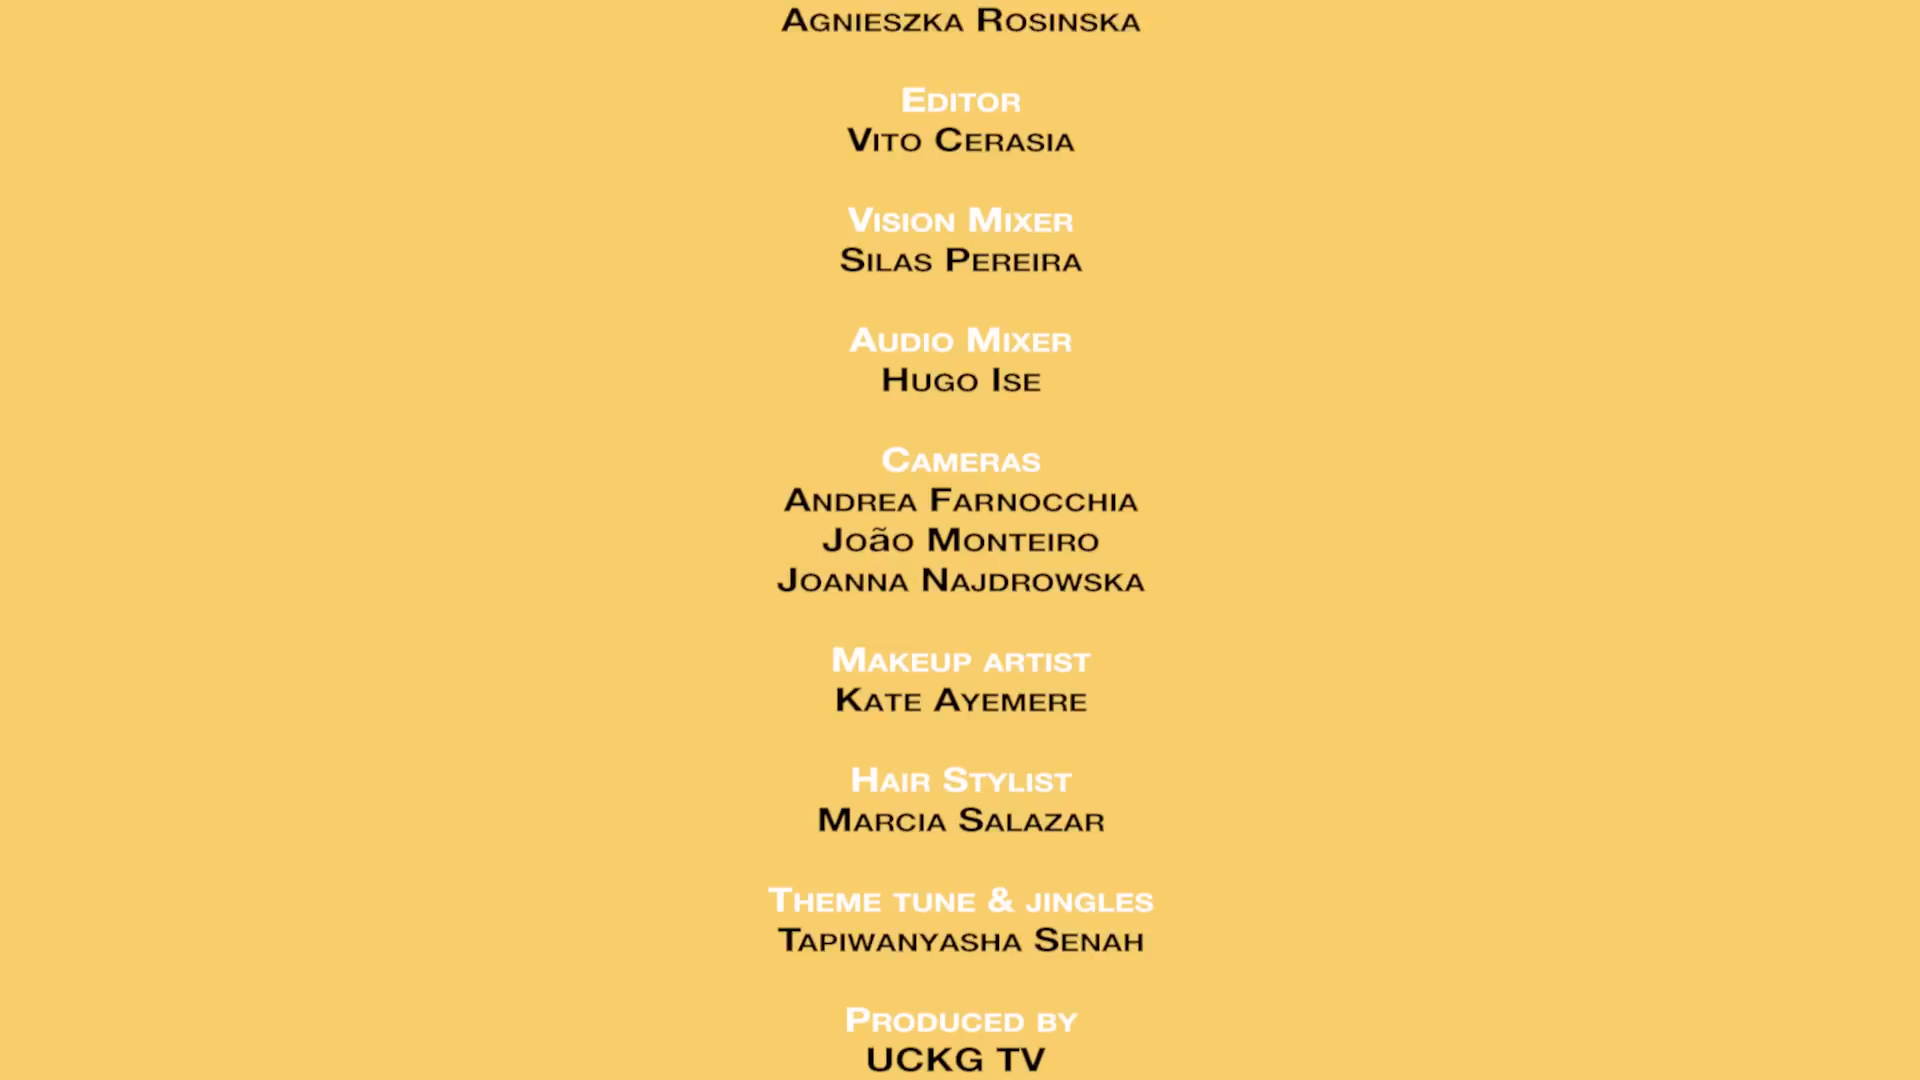 Agnieszka Rosinska
Editor
Vito Cerasia
Vision Mixer
Silas Pereira
Audio Mixer
Hugo Ise
Cameras
Andrea Farnocchia
João Monteiro
Joanna Najdrowska
Makeup artist
Kate Ayemere
Hair Stylist
Marcia Salazar
Theme tune & jingles
Tapiwanyasha Senah
Produced by
UCKG TV